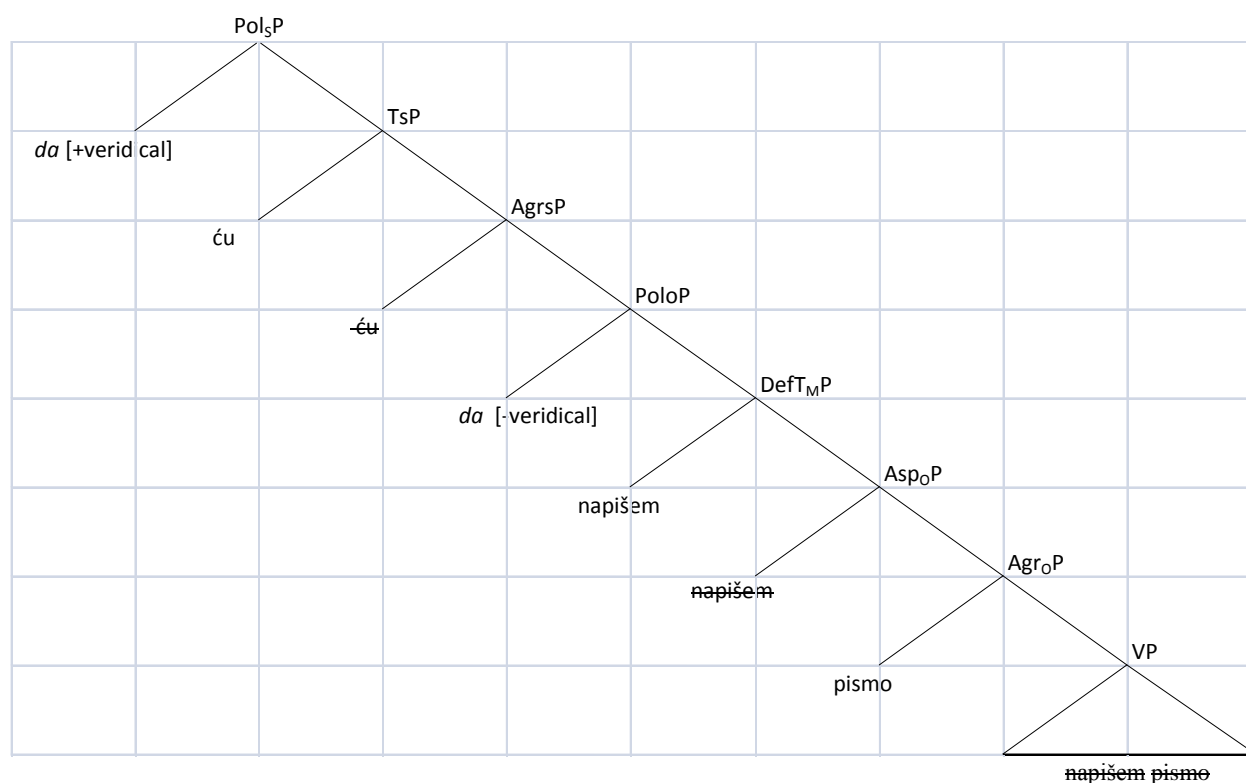 PolₛP
TsP
da [+veridical]
AgrsP
ću
PoloP
ću
DefTₘP
da [-veridical]
AspₒP
napišem
AgrₒP
napišem
VP
pismo
napišem pismo